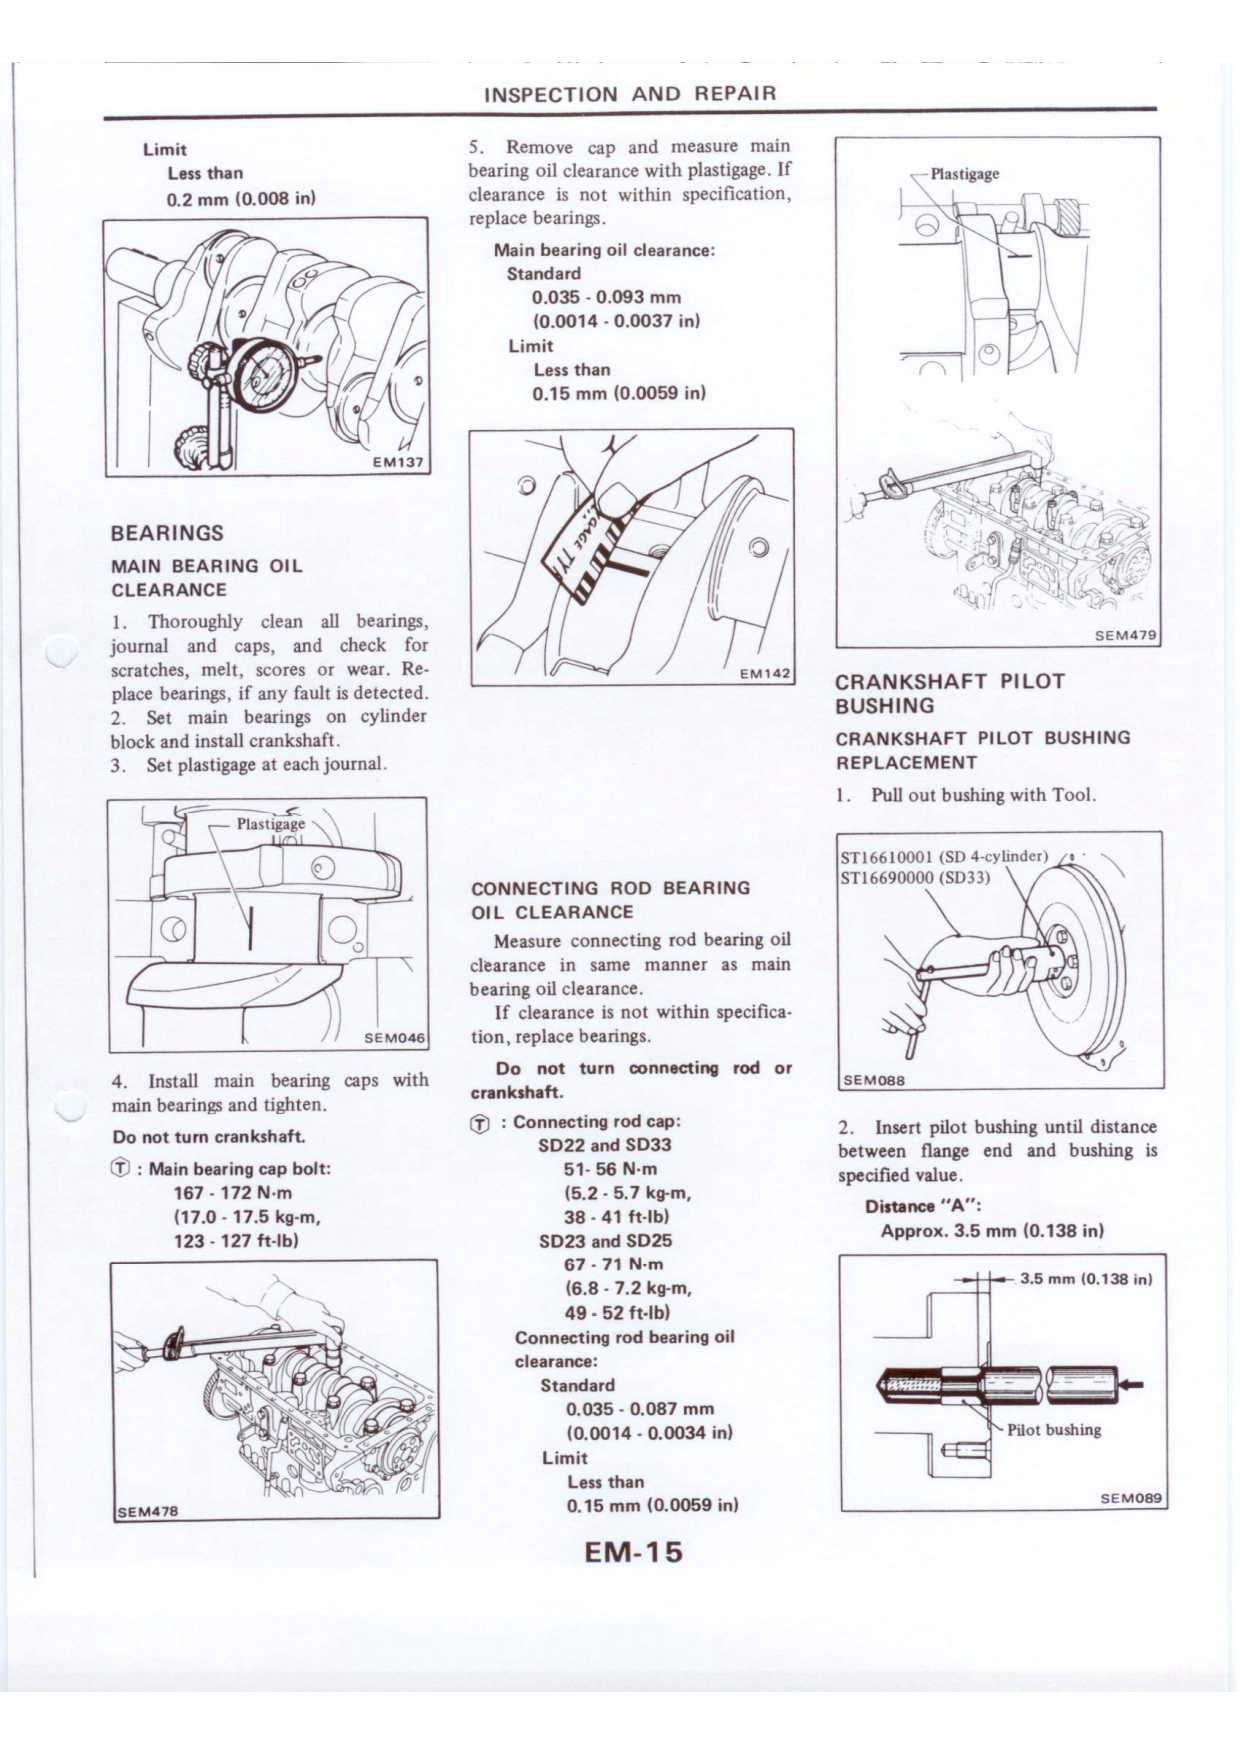 INSPECTION AND REPAIR
Limit
Less than
0.2 mm (0.008 in)
EM137
BEARINGS
MAIN BEARING OIL
CLEARANCE
1. Thoroughly clean all bearings,
journal and caps, and check for
scratches, melt, scores or wear. Re-
place bearings, if any fault is detected.
2. Set main bearings on cylinder
block and install crankshaft.
3. Set plastigage at each journal.
Plastigage
SEM046
4. Install main bearing caps with
main bearings and tighten.
Do not turn crankshaft.
Ⓣ : Main bearing cap bolt:
167 - 172 N·m
(17.0 - 17.5 kg-m,
123 - 127 ft-lb)
SEM478
5. Remove cap and measure main
bearing oil clearance with plastigage. If
clearance is not within specification,
replace bearings.
Main bearing oil clearance:
Standard
0.035 - 0.093 mm
(0.0014 - 0.0037 in)
Limit
Less than
0.15 mm (0.0059 in)
GAGE TY
EM142
CONNECTING ROD BEARING
OIL CLEARANCE
Measure connecting rod bearing oil
clearance in same manner as main
bearing oil clearance.
If clearance is not within specifica-
tion, replace bearings.
Do not turn connecting rod or
crankshaft.
Ⓣ : Connecting rod cap:
SD22 and SD33
51- 56 N·m
(5.2 - 5.7 kg-m,
38 - 41 ft-lb)
SD23 and SD25
67 - 71 N·m
(6.8 - 7.2 kg-m,
49 - 52 ft-lb)
Connecting rod bearing oil
clearance:
Standard
0.035 - 0.087 mm
(0.0014 - 0.0034 in)
Limit
Less than
0.15 mm (0.0059 in)
Plastigage
SEM479
CRANKSHAFT PILOT
BUSHING
CRANKSHAFT PILOT BUSHING
REPLACEMENT
1. Pull out bushing with Tool.
ST16610001 (SD 4-cylinder)
ST16690000 (SD33)
SEM088
2. Insert pilot bushing until distance
between flange end and bushing is
specified value.
Distance "A":
Approx. 3.5 mm (0.138 in)
3.5 mm (0.138 in)
Pilot bushing
SEM089
EM-15